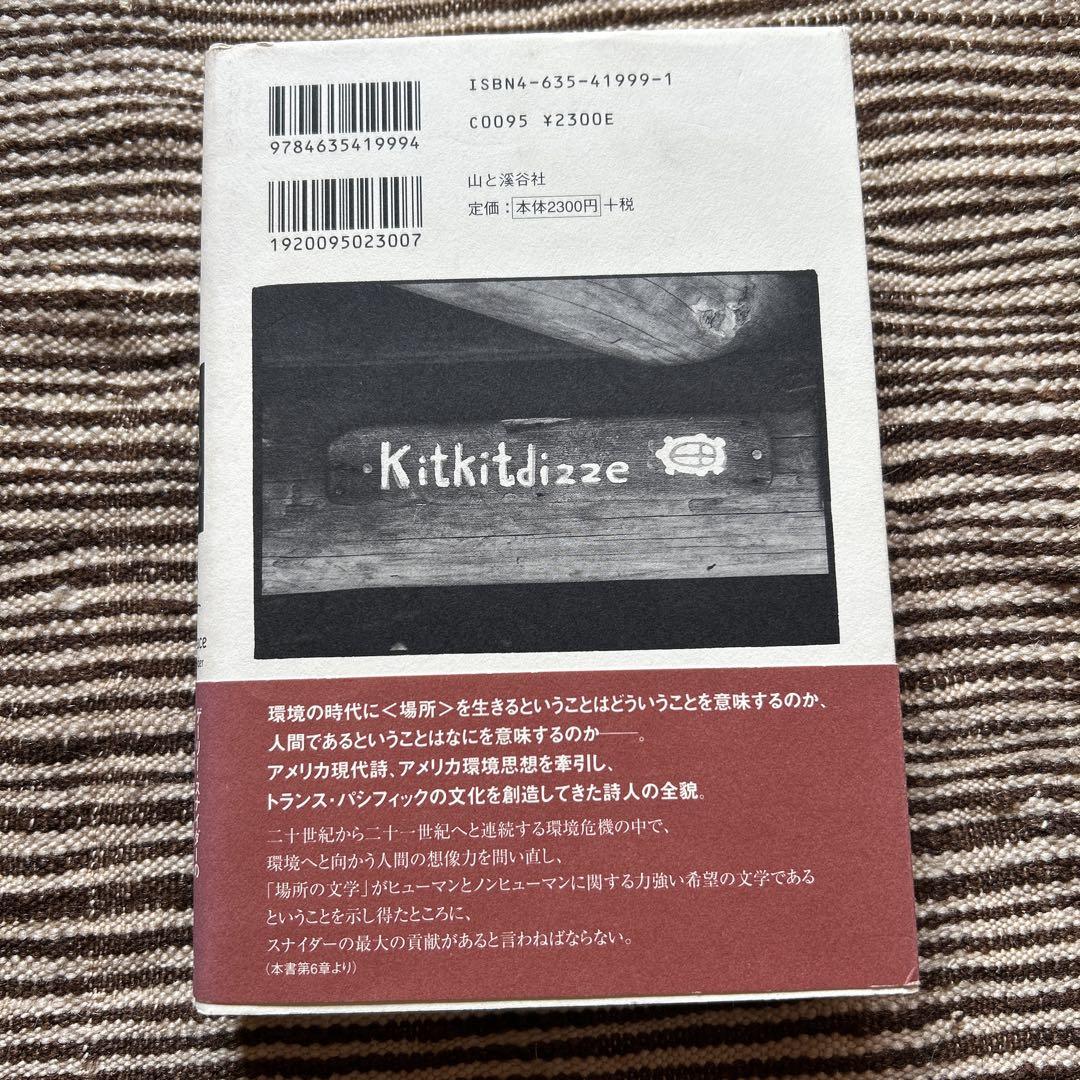 ISBN4-635-41999-1
C0095 ¥2300E
9784635419994
山と溪谷社
定価：本体2300円＋税
1920095023007
Kitkitdizze
環境の時代に＜場所＞を生きるということはどういうことを意味するのか、
人間であるということはなにを意味するのか──。
アメリカ現代詩、アメリカ環境思想を牽引し、
トランス・パシフィックの文化を創造してきた詩人の全貌。
二十世紀から二十一世紀へと連続する環境危機の中で、
環境へと向かう人間の想像力を問い直し、
「場所の文学」がヒューマンとノンヒューマンに関する力強い希望の文学である
ということを示し得たところに、
スナイダーの最大の貢献があると言わねばならない。
（本書第6章より）
ゲーリー・スナイダーの